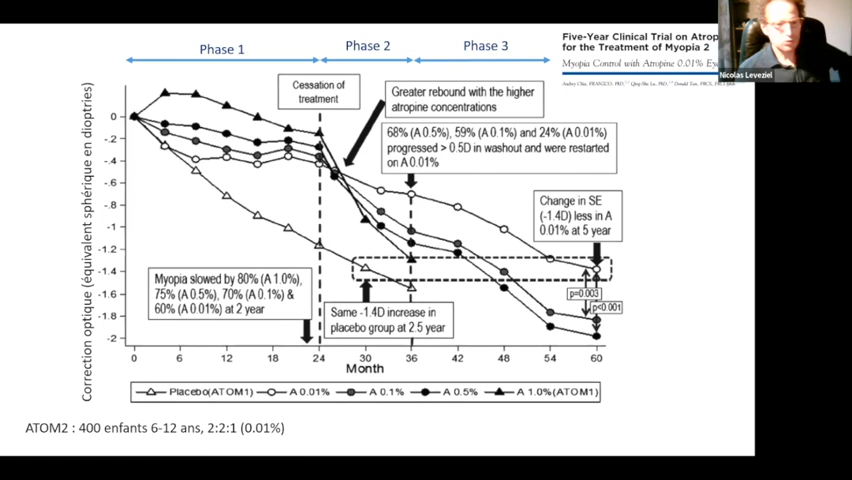 Phase 1
Phase 2
Phase 3
Five-Year Clinical Trial on Atrop
for the Treatment of Myopia 2
Myopia Control with Atropine 0.01% Ey
Nicolas Leveziel
Correction optique (équivalent sphérique en dioptries)
Cessation of
treatment
Greater rebound with the higher
atropine concentrations
68% (A 0.5%), 59% (A 0.1%) and 24% (A 0.01%)
progressed > 0.5D in washout and were restarted
on A 0.01%
Change in SE
(-1.4D) less in A
0.01% at 5 year
Myopia slowed by 80% (A 1.0%),
75% (A 0.5%), 70% (A 0.1%) &
60% (A 0.01%) at 2 year
Same -1.4D increase in
placebo group at 2.5 year
p=0.003
p<0.001
0
-.2
-.4
-.6
-.8
-1
-1.2
-1.4
-1.6
-1.8
-2
0 6 12 18 24 30 36 42 48 54 60
Month
Placebo(ATOM1) A 0.01% A 0.1% A 0.5% A 1.0%(ATOM1)
ATOM2 : 400 enfants 6-12 ans, 2:2:1 (0.01%)